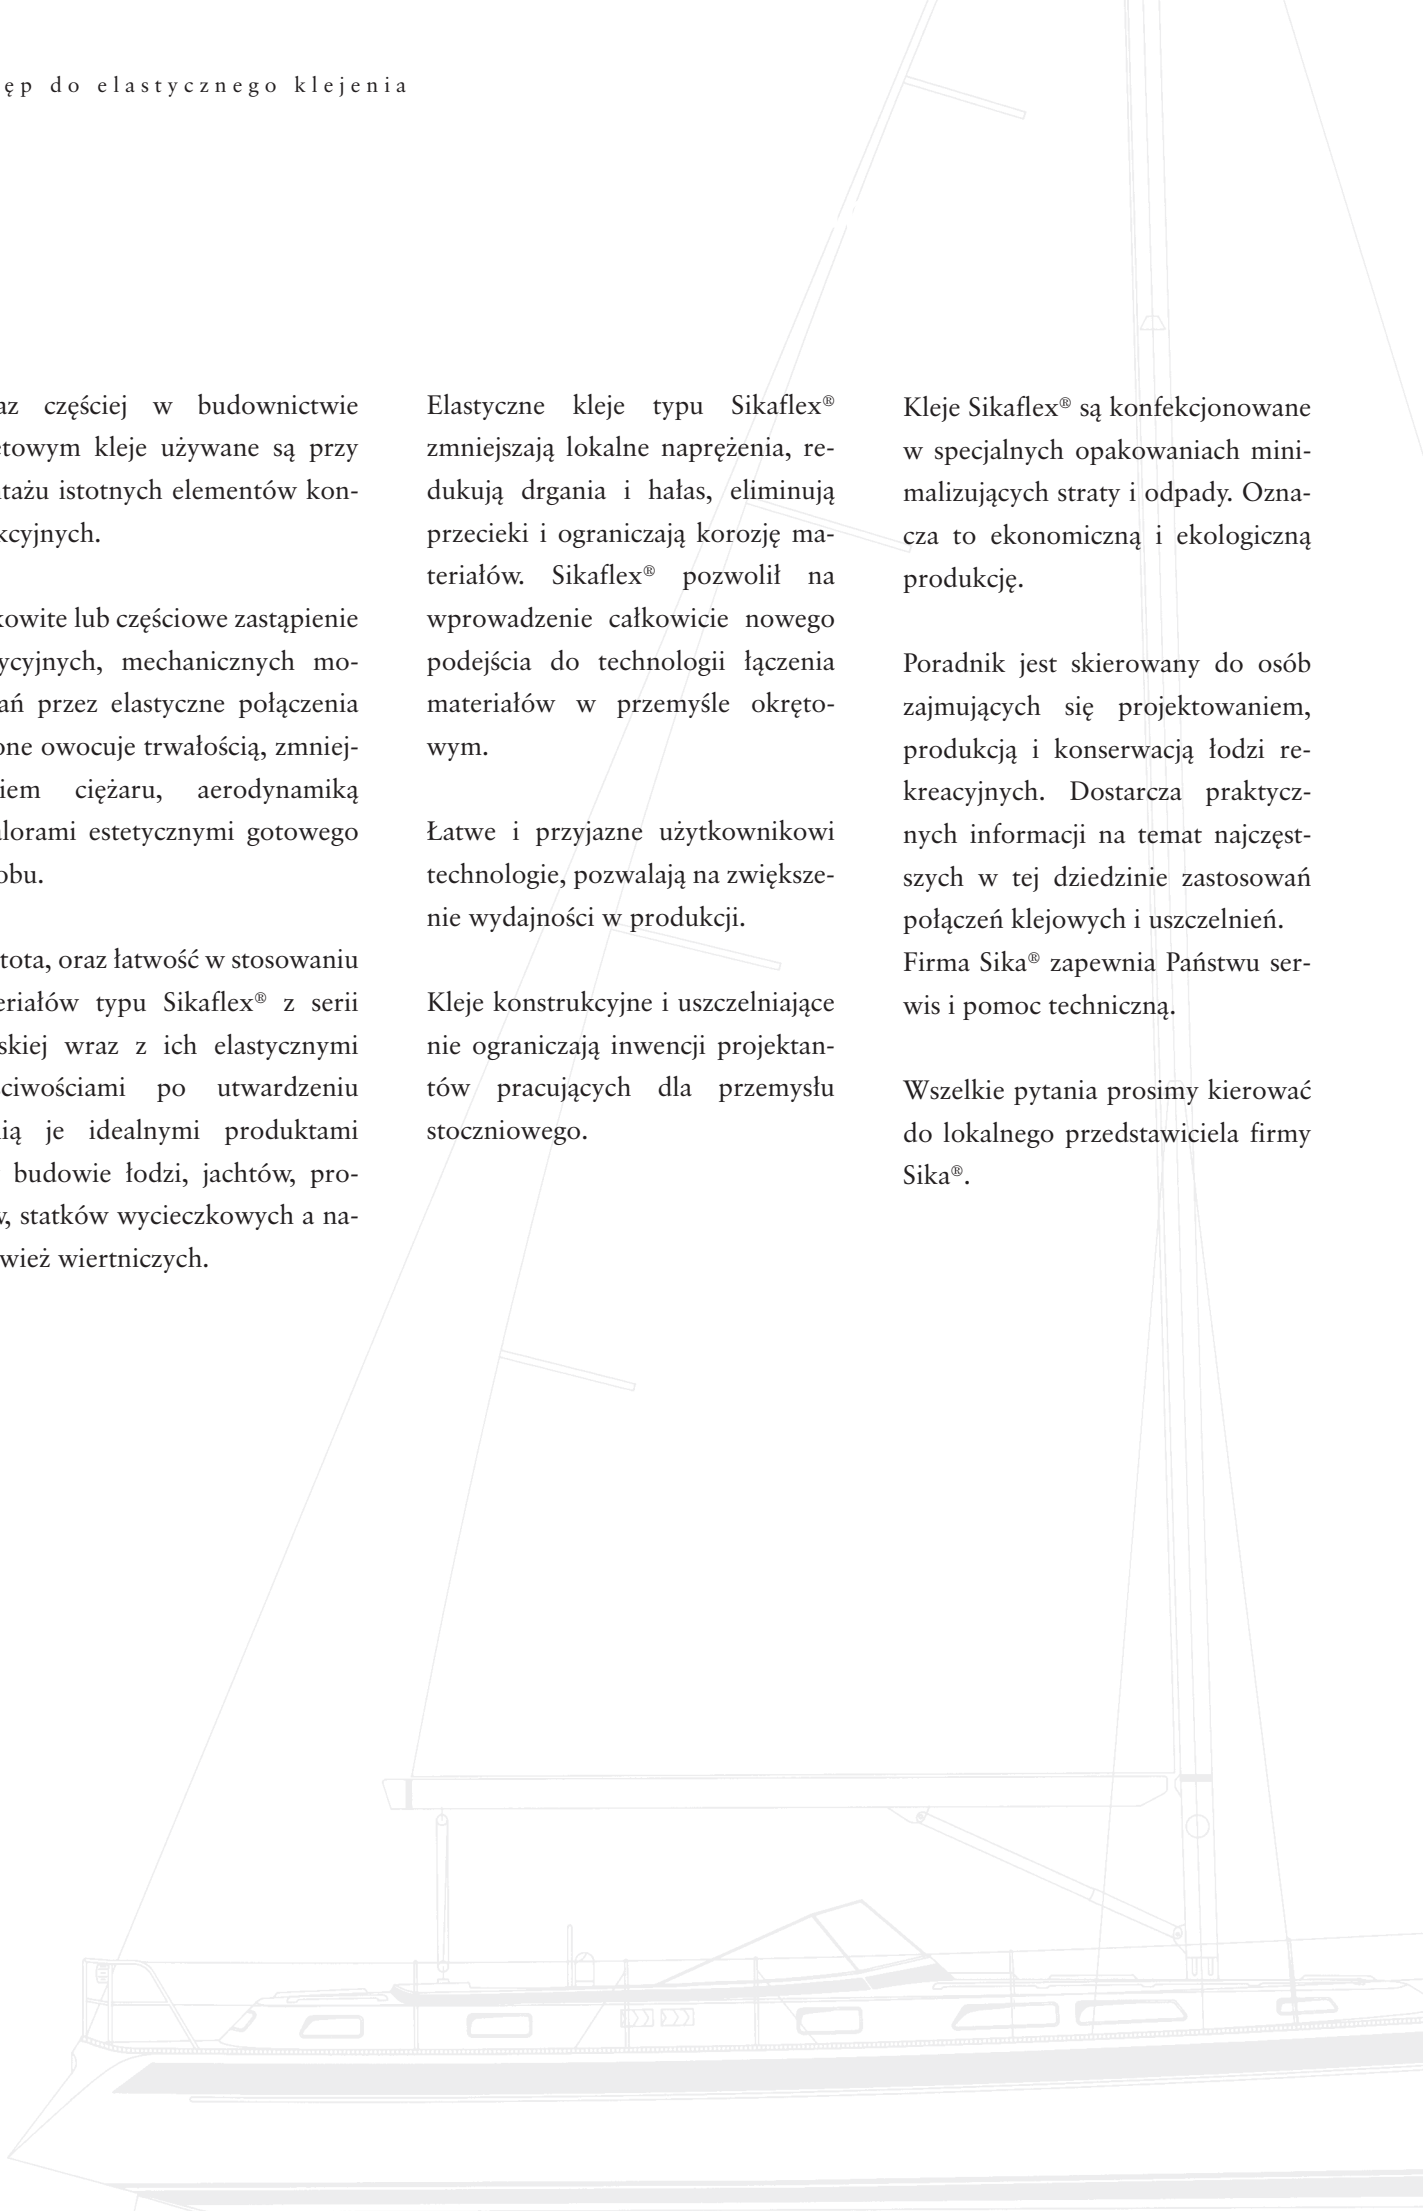 ęp do elastycznego klejenia
az częściej w budownictwie
etowym kleje używane są przy
tażu istotnych elementów kon-
kcyjnych.
kowite lub częściowe zastąpienie
ycyjnych, mechanicznych mo-
ań przez elastyczne połączenia
one owocuje trwałością, zmniej-
iem ciężaru, aerodynamiką
alorami estetycznymi gotowego
obu.
tota, oraz łatwość w stosowaniu
eriałów typu Sikaflex® z serii
skiej wraz z ich elastycznymi
ciwościami po utwardzeniu
ią je idealnymi produktami
budowie łodzi, jachtów, pro-
w, statków wycieczkowych a na-
wież wiertniczych.
Elastyczne kleje typu Sikaflex®
zmniejszają lokalne naprężenia, re-
dukują drgania i hałas, eliminują
przecieki i ograniczają korozję ma-
teriałów. Sikaflex® pozwolił na
wprowadzenie całkowicie nowego
podejścia do technologii łączenia
materiałów w przemyśle okręto-
wym.
Łatwe i przyjazne użytkownikowi
technologie, pozwalają na zwiększe-
nie wydajności w produkcji.
Kleje konstrukcyjne i uszczelniające
nie ograniczają inwencji projektan-
tów pracujących dla przemysłu
stoczniowego.
Kleje Sikaflex® są konfekcjonowane
w specjalnych opakowaniach mini-
malizujących straty i odpady. Ozna-
cza to ekonomiczną i ekologiczną
produkcję.
Poradnik jest skierowany do osób
zajmujących się projektowaniem,
produkcją i konserwacją łodzi re-
kreacyjnych. Dostarcza praktycz-
nych informacji na temat najczęst-
szych w tej dziedzinie zastosowań
połączeń klejowych i uszczelnień.
Firma Sika® zapewnia Państwu ser-
wis i pomoc techniczną.
Wszelkie pytania prosimy kierować
do lokalnego przedstawiciela firmy
Sika®.